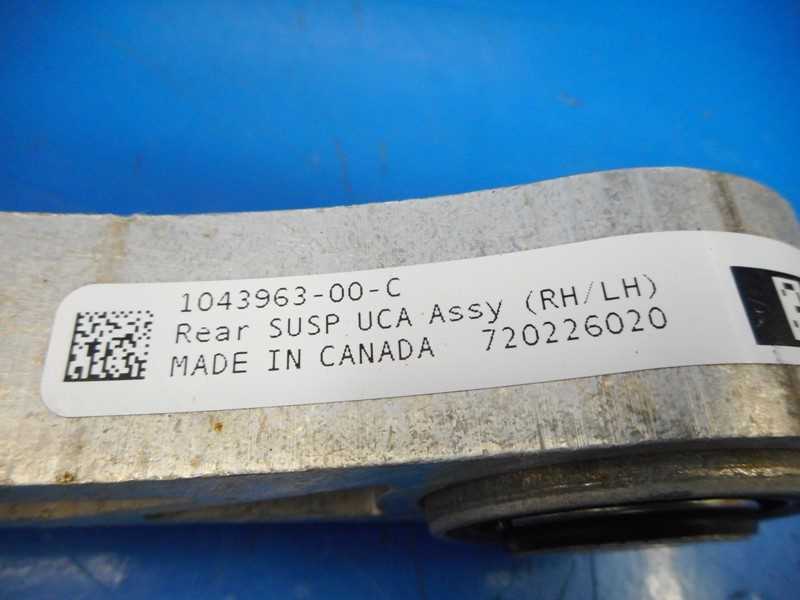 1043963-00-C
Rear SUSP UCA Assy (RH/LH)
MADE IN CANADA 720226020